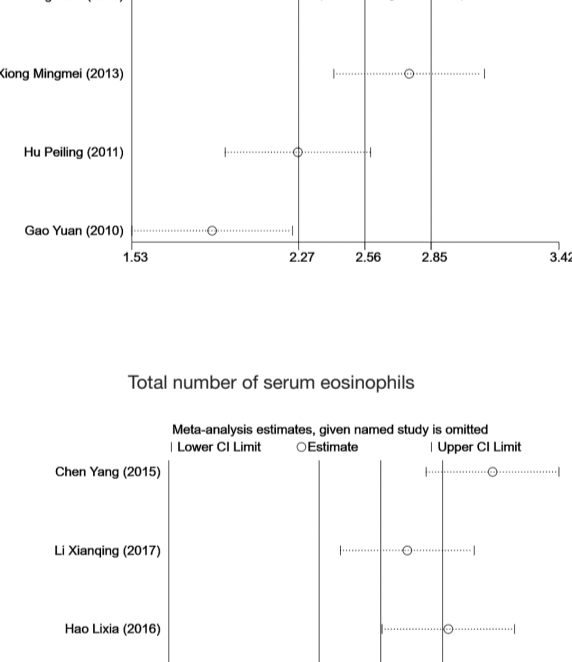 Xiong Mingmei (2013)
Hu Peiling (2011)
Gao Yuan (2010)
1.53 2.27 2.56 2.85 3.42
Total number of serum eosinophils
Meta-analysis estimates, given named study is omitted
Lower CI Limit Estimate Upper CI Limit
Chen Yang (2015)
Li Xianqing (2017)
Hao Lixia (2016)